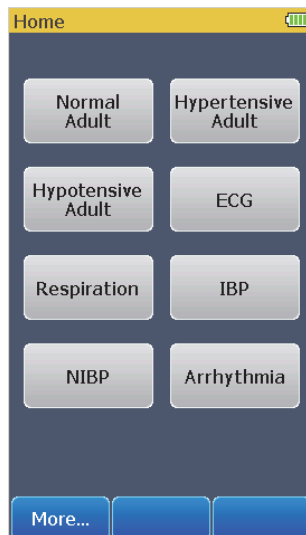 Home
Normal
Adult
Hypertensive
Adult
Hypotensive
Adult
ECG
Respiration
IBP
NIBP
Arrhythmia
More...